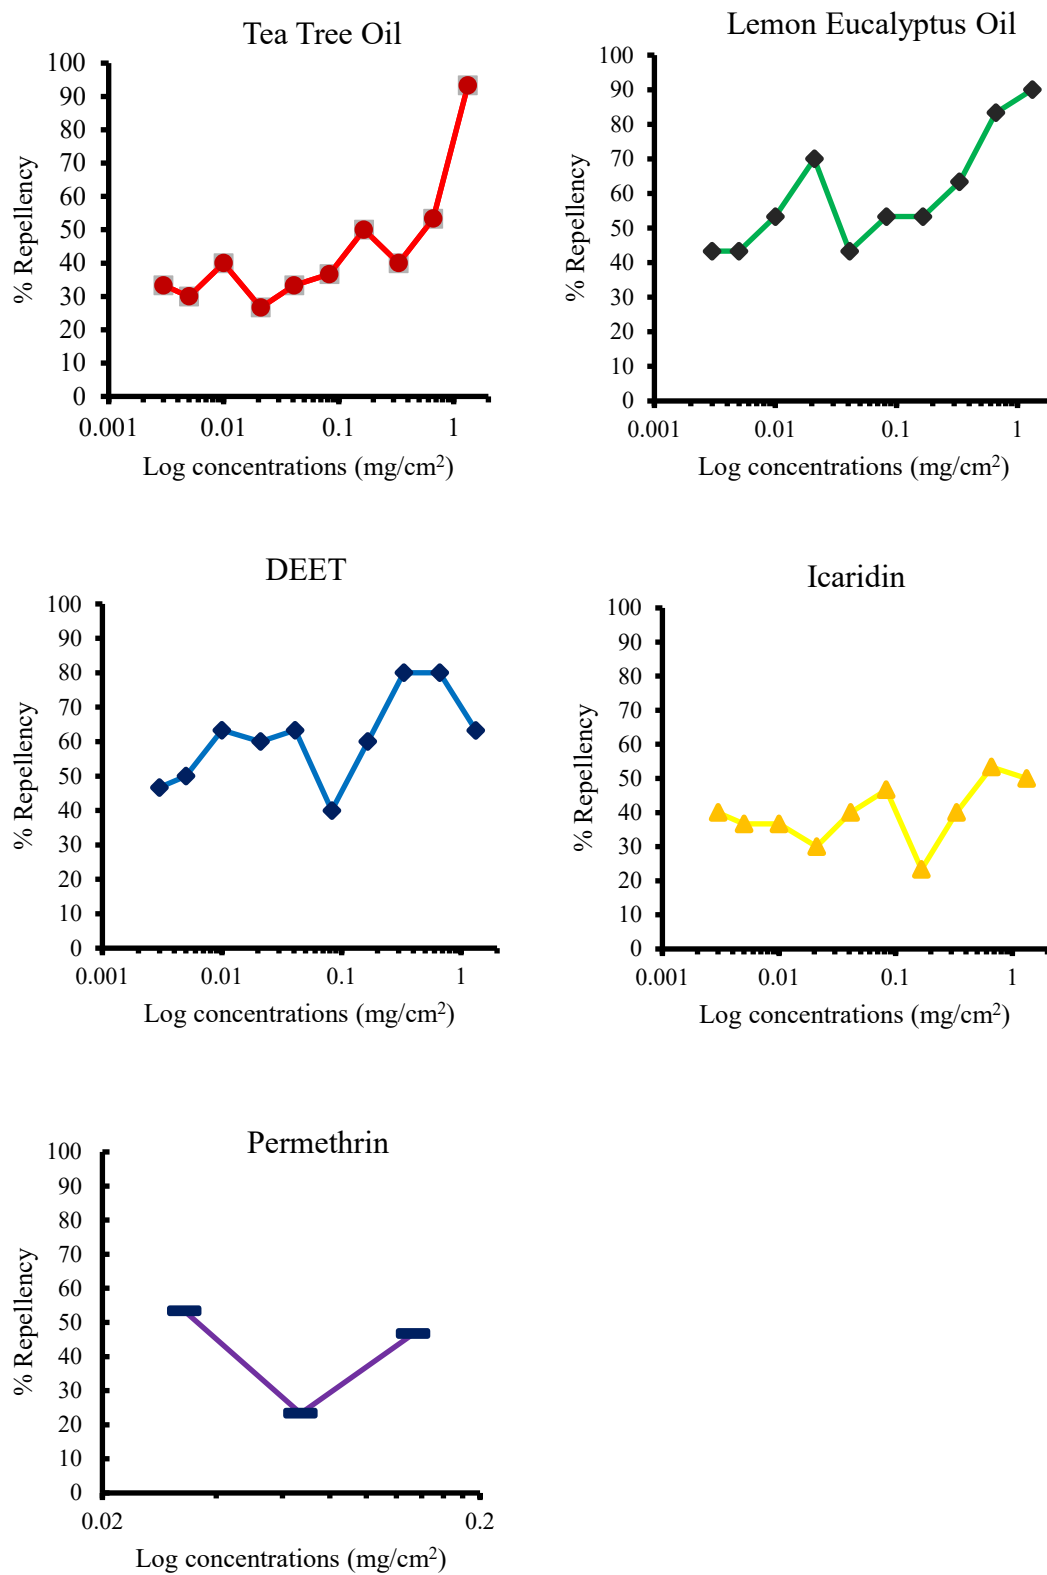 Tea Tree Oil
100
90
80
70
60
50
40
30
20
10
0
% Repellency
0.001 0.01 0.1 1
Log concentrations (mg/cm²)
Lemon Eucalyptus Oil
100
90
80
70
60
50
40
30
20
10
0
% Repellency
0.001 0.01 0.1 1
Log concentrations (mg/cm²)
DEET
100
90
80
70
60
50
40
30
20
10
0
% Repellency
0.001 0.01 0.1 1
Log concentrations (mg/cm²)
Icaridin
100
90
80
70
60
50
40
30
20
10
0
% Repellency
0.001 0.01 0.1 1
Log concentrations (mg/cm²)
Permethrin
100
90
80
70
60
50
40
30
20
10
0
% Repellency
0.02 0.2
Log concentrations (mg/cm²)